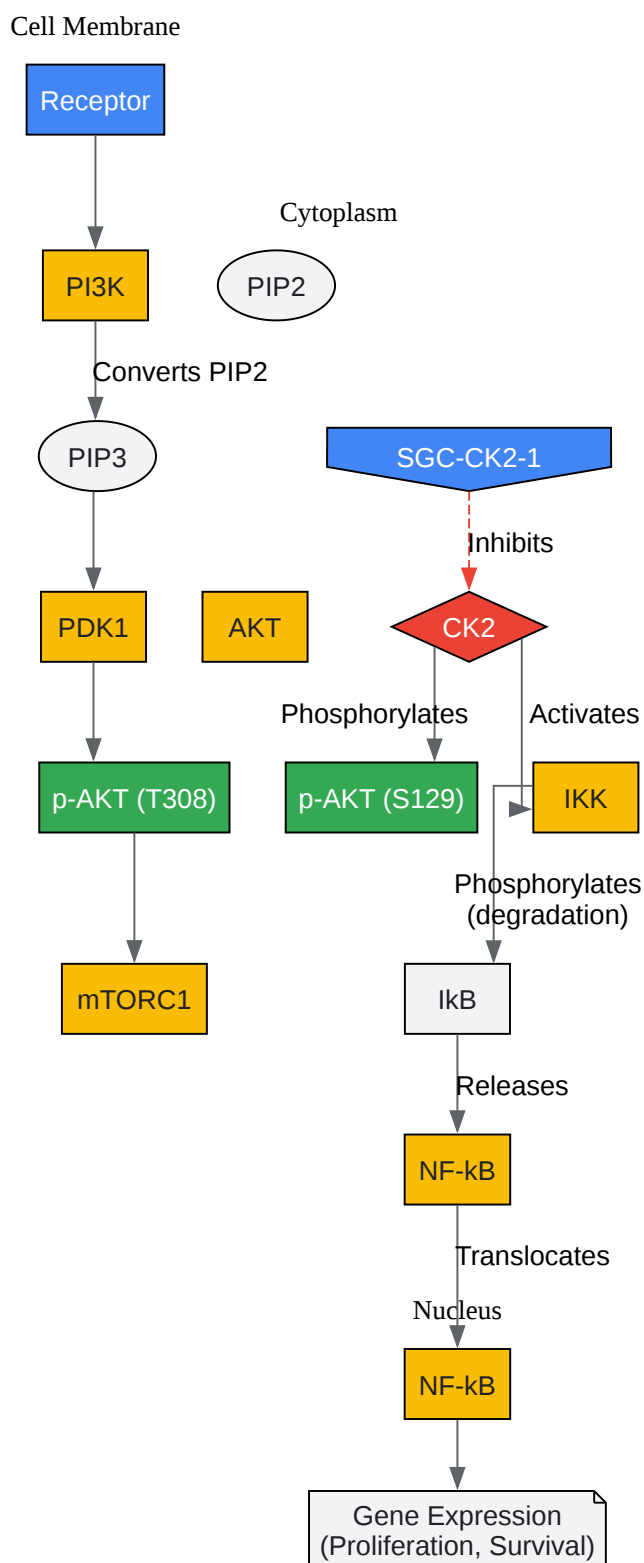 Cell Membrane
Receptor
Cytoplasm
PI3K
PIP2
Converts PIP2
PIP3
SGC-CK2-1
Inhibits
PDK1
AKT
CK2
Phosphorylates
Activates
p-AKT (T308)
p-AKT (S129)
IKK
Phosphorylates
(degradation)
mTORC1
IkB
Releases
NF-kB
Translocates
Nucleus
NF-kB
Gene Expression
(Proliferation, Survival)